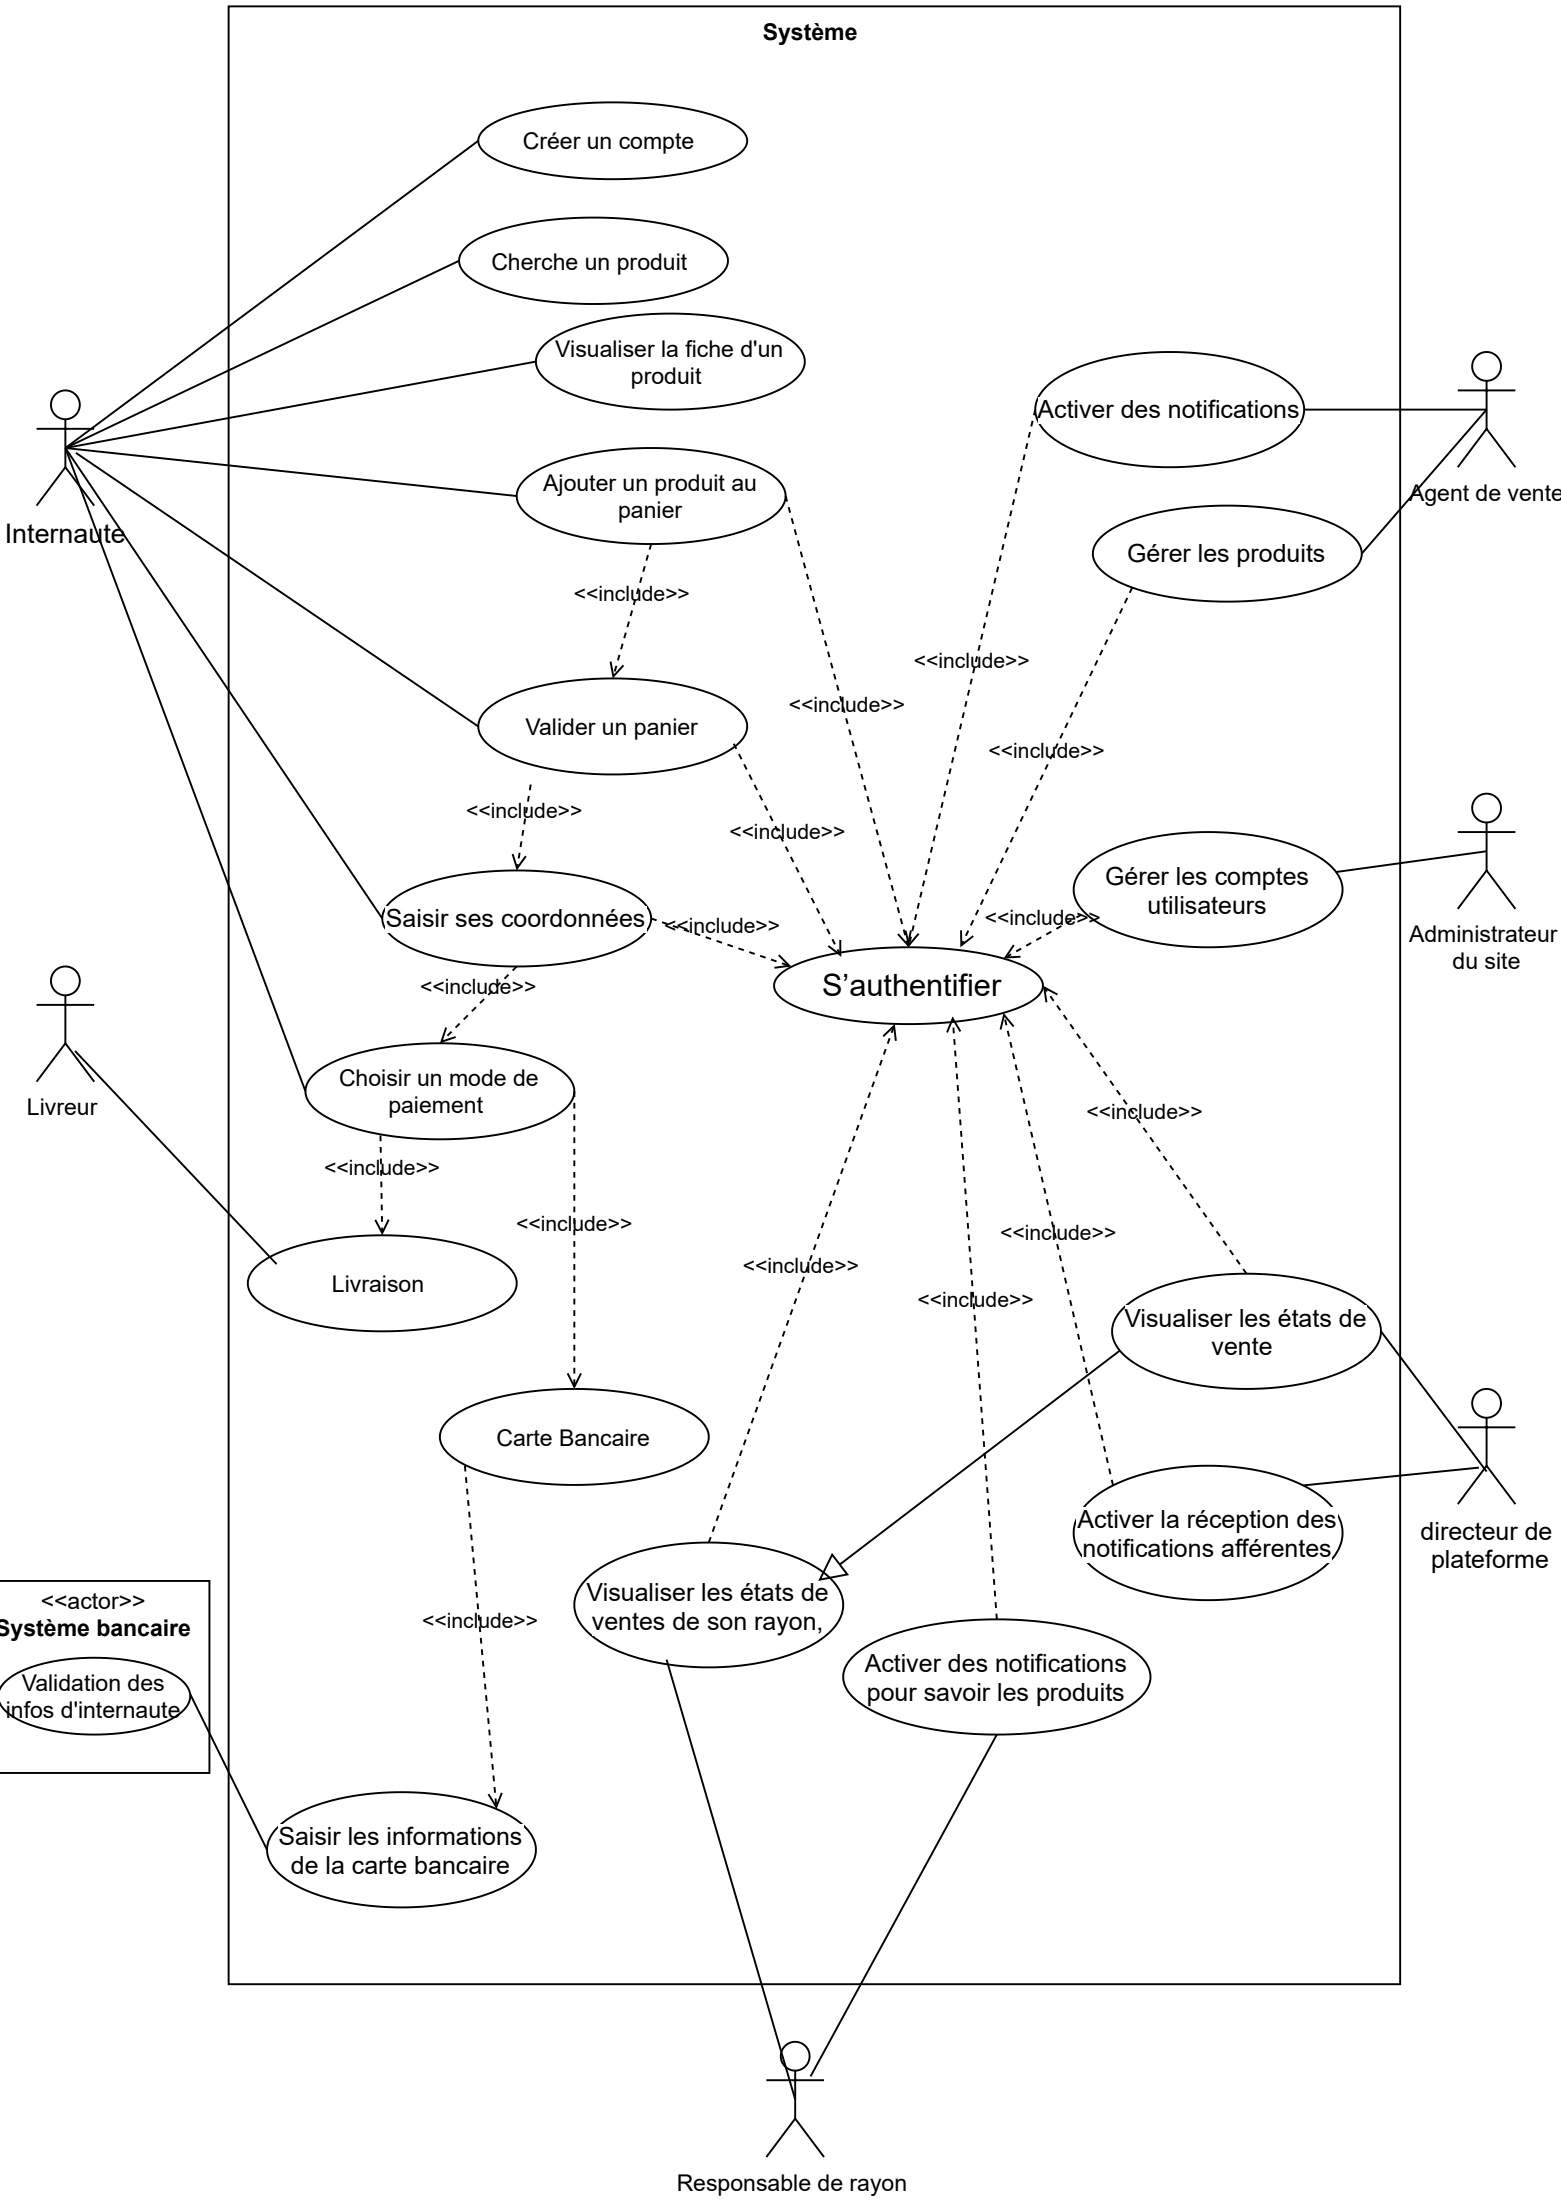 Système
Créer un compte
Cherche un produit
Visualiser la fiche d'un
produit
Activer des notifications
Agent de vente
Ajouter un produit au
panier
Internaute
Gérer les produits
<<include>>
<<include>>
<<include>>
Valider un panier
<<include>>
<<include>>
<<include>>
Gérer les comptes
utilisateurs
Saisir ses coordonnées
<<include>>
<<include>>
Administrateur
du site
<<include>>
S’authentifier
Choisir un mode de
paiement
Livreur
<<include>>
<<include>>
<<include>>
<<include>>
<<include>>
<<include>>
Livraison
Visualiser les états de
vente
Carte Bancaire
Activer la réception des
notifications afférentes
directeur de
plateforme
<<actor>>
Système bancaire
Validation des
infos d'internaute
<<include>>
Visualiser les états de
ventes de son rayon,
Activer des notifications
pour savoir les produits
Saisir les informations
de la carte bancaire
Responsable de rayon